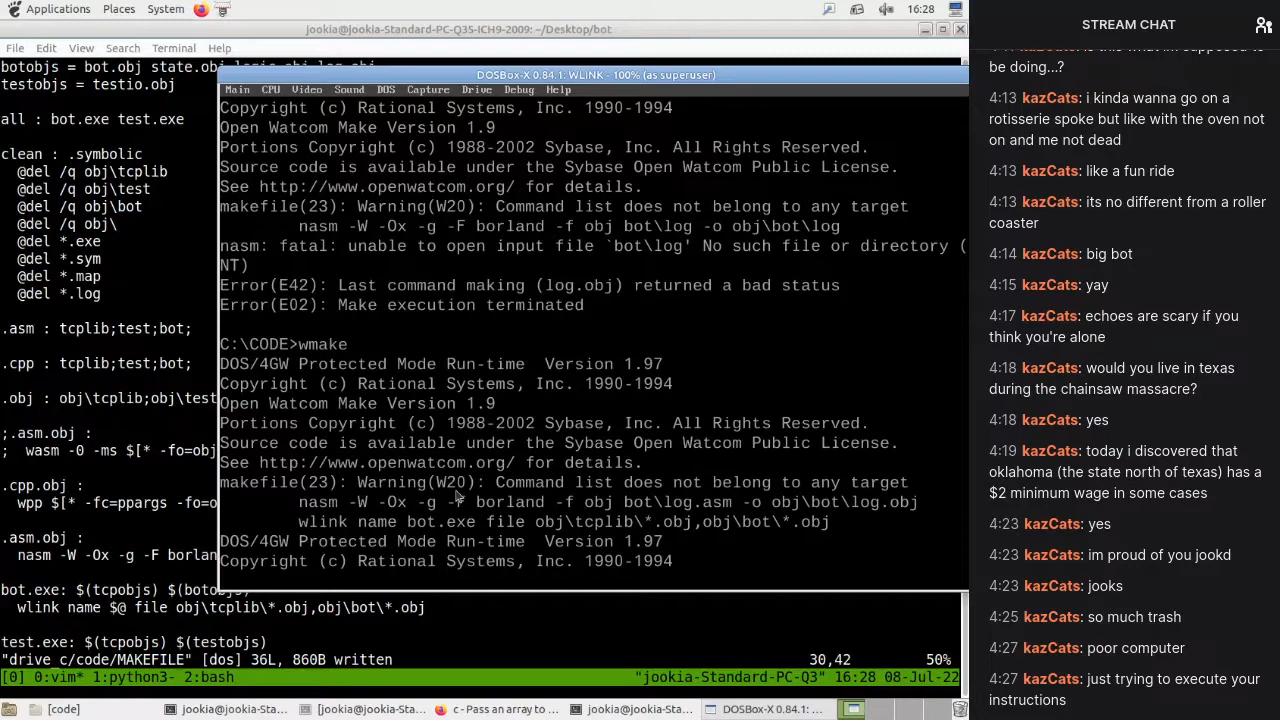 Applications Places System 16:28
jookia@jookia-Standard-PC-Q35-ICH9-2009: ~/Desktop/bot
File Edit View Search Terminal Help
testobjs = testio.obj
all : bot.exe test.exe
clean : .symbolic
@del /q obj\tcplib
@del /q obj\test
@del /q obj\bot
@del /q obj\
@del *.exe
@del *.sym
@del *.map
@del *.log
.asm : tcplib;test;bot;
.cpp : tcplib;test;bot;
.obj : obj\tcplib;obj\test
;.asm.obj :
; wasm -0 -ms $[* -fo=obj
.cpp.obj :
wpp $[* -fc=ppargs -fo=o
.asm.obj :
nasm -W -Ox -g -F borlan
bot.exe: $(tcpobjs) $(botobjs)
wlink name $@ file obj\tcplib\*.obj,obj\bot\*.obj
test.exe: $(tcpobjs) $(testobjs)
"drive_c/code/MAKEFILE" [dos] 36L, 860B written 30,42 50%
[0] 0:vim* 1:python3- 2:bash "jookia-Standard-PC-Q3" 16:28 08-Jul-22
DOSBox-X 0.84.1: WLINK - 100% (as superuser)
Main CPU Video Sound DOS Capture Drive Debug Help
Copyright (c) Rational Systems, Inc. 1990-1994
Open Watcom Make Version 1.9
Portions Copyright (c) 1988-2002 Sybase, Inc. All Rights Reserved.
Source code is available under the Sybase Open Watcom Public License.
See http://www.openwatcom.org/ for details.
makefile(23): Warning(W20): Command list does not belong to any target
nasm -W -Ox -g -F borland -f obj bot\log -o obj\bot\log
nasm: fatal: unable to open input file `bot\log' No such file or directory (
NT)
Error(E42): Last command making (log.obj) returned a bad status
Error(E02): Make execution terminated
C:\CODE>wmake
DOS/4GW Protected Mode Run-time Version 1.97
Copyright (c) Rational Systems, Inc. 1990-1994
Open Watcom Make Version 1.9
Portions Copyright (c) 1988-2002 Sybase, Inc. All Rights Reserved.
Source code is available under the Sybase Open Watcom Public License.
See http://www.openwatcom.org/ for details.
makefile(23): Warning(W20): Command list does not belong to any target
nasm -W -Ox -g -F borland -f obj bot\log.asm -o obj\bot\log.obj
wlink name bot.exe file obj\tcplib\*.obj,obj\bot\*.obj
DOS/4GW Protected Mode Run-time Version 1.97
Copyright (c) Rational Systems, Inc. 1990-1994
[code] jookia@jookia-Sta... [jookia@jookia-St... c - Pass an array to ... jookia@jookia-Sta... DOSBox-X 0.84.1: ...
STREAM CHAT
be doing...?
4:13 kazCats: i kinda wanna go on a
rotisserie spoke but like with the oven not
on and me not dead
4:13 kazCats: like a fun ride
4:13 kazCats: its no different from a roller
coaster
4:14 kazCats: big bot
4:15 kazCats: yay
4:17 kazCats: echoes are scary if you
think you're alone
4:18 kazCats: would you live in texas
during the chainsaw massacre?
4:18 kazCats: yes
4:19 kazCats: today i discovered that
oklahoma (the state north of texas) has a
$2 minimum wage in some cases
4:23 kazCats: yes
4:23 kazCats: im proud of you jookd
4:23 kazCats: jooks
4:25 kazCats: so much trash
4:27 kazCats: poor computer
4:27 kazCats: just trying to execute your
instructions